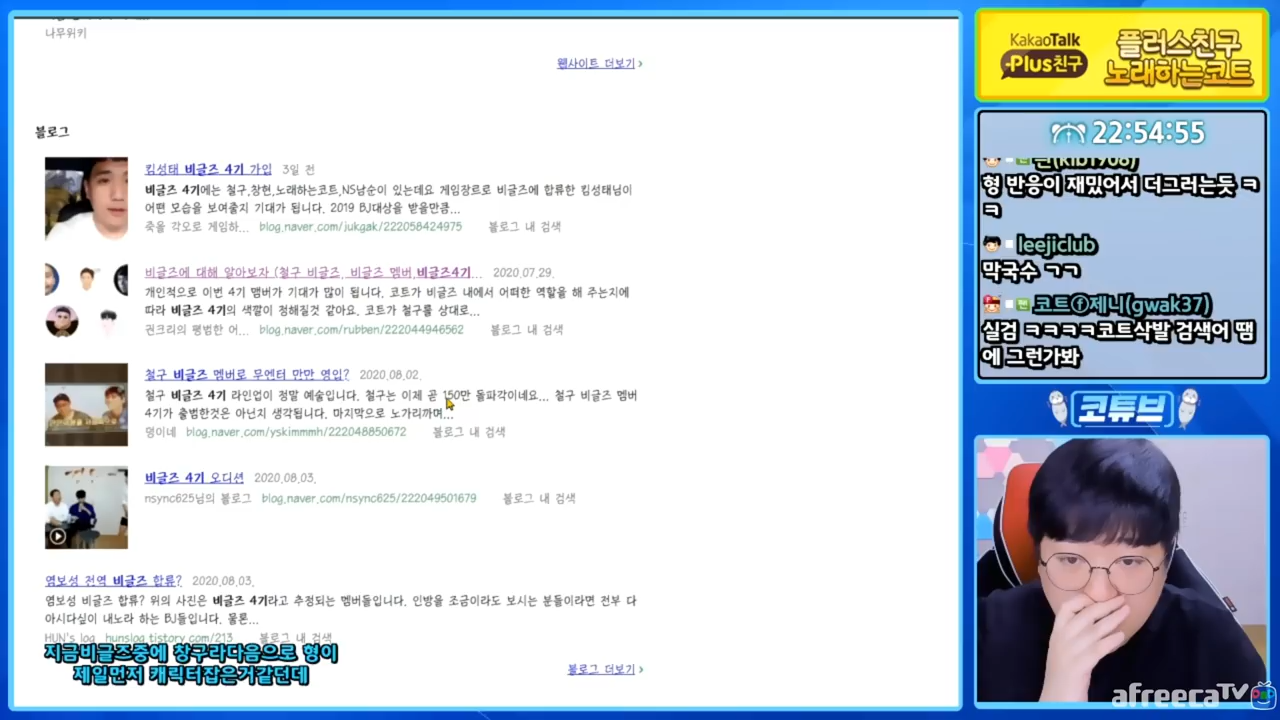 나무위키
웹사이트 더보기 ›
블로그
킴성태 비글즈 4기 가입 3일 전
비글즈 4기에는 철구,창현,노래하는코트,NS남순이 있는데요 게임장르로 비글즈에 합류한 킴성태님이
어떤 모습을 보여줄지 기대가 됩니다. 2019 BJ대상을 받을만큼...
죽을 각오로 게임하... blog.naver.com/jukgak/222058424975 블로그 내 검색
비글즈에 대해 알아보자 (철구 비글즈, 비글즈 멤버,비글즈4기... 2020.07.29.
개인적으로 이번 4기 맴버가 기대가 많이 됩니다. 코트가 비글즈 내에서 어떠한 역할을 해 주는지에
따라 비글즈 4기의 색깔이 정해질것 같아요. 코트가 철구를 상대로...
권크리의 평범한 어... blog.naver.com/rubben/222044946562 블로그 내 검색
철구 비글즈 멤버로 무엔터 만만 영입? 2020.08.02.
철구 비글즈 4기 라인업이 정말 예술입니다. 철구는 이제 곧 150만 돌파각이네요... 철구 비글즈 멤버
4기가 출범한것은 아닌지 생각됩니다. 마지막으로 노가리까며...
덩이네 blog.naver.com/yskimmmh/222048850672 블로그 내 검색
비글즈 4기 오디션 2020.08.03.
nsync625님의 블로그 blog.naver.com/nsync625/222049501679 블로그 내 검색
염보성 전역 비글즈 합류? 2020.08.03.
염보성 비글즈 합류? 위의 사진은 비글즈 4기라고 추정되는 멤버들입니다. 인방을 조금이라도 보시는 분들이라면 전부 다
아시다싶이 내노라 하는 BJ들입니다. 물론...
HUN's log hunslog.tistory.com/213 블로그 내 검색
지금비글즈중에 창구라다음으로 형이
제일먼저 캐릭터잡은거같던데
블로그 더보기 ›
KakaoTalk
Plus친구
플러스친구
노래하는코트
22:54:55
형 반응이 재밌어서 더그러는듯 ㅋ
ㅋ
leejiclub
막국수 ㄱㄱ
코트ⓕ제니(gwak37)
실검 ㅋㅋㅋㅋ코트삭발 검색어 땜
에 그런가봐
코튜브
afreecaTV